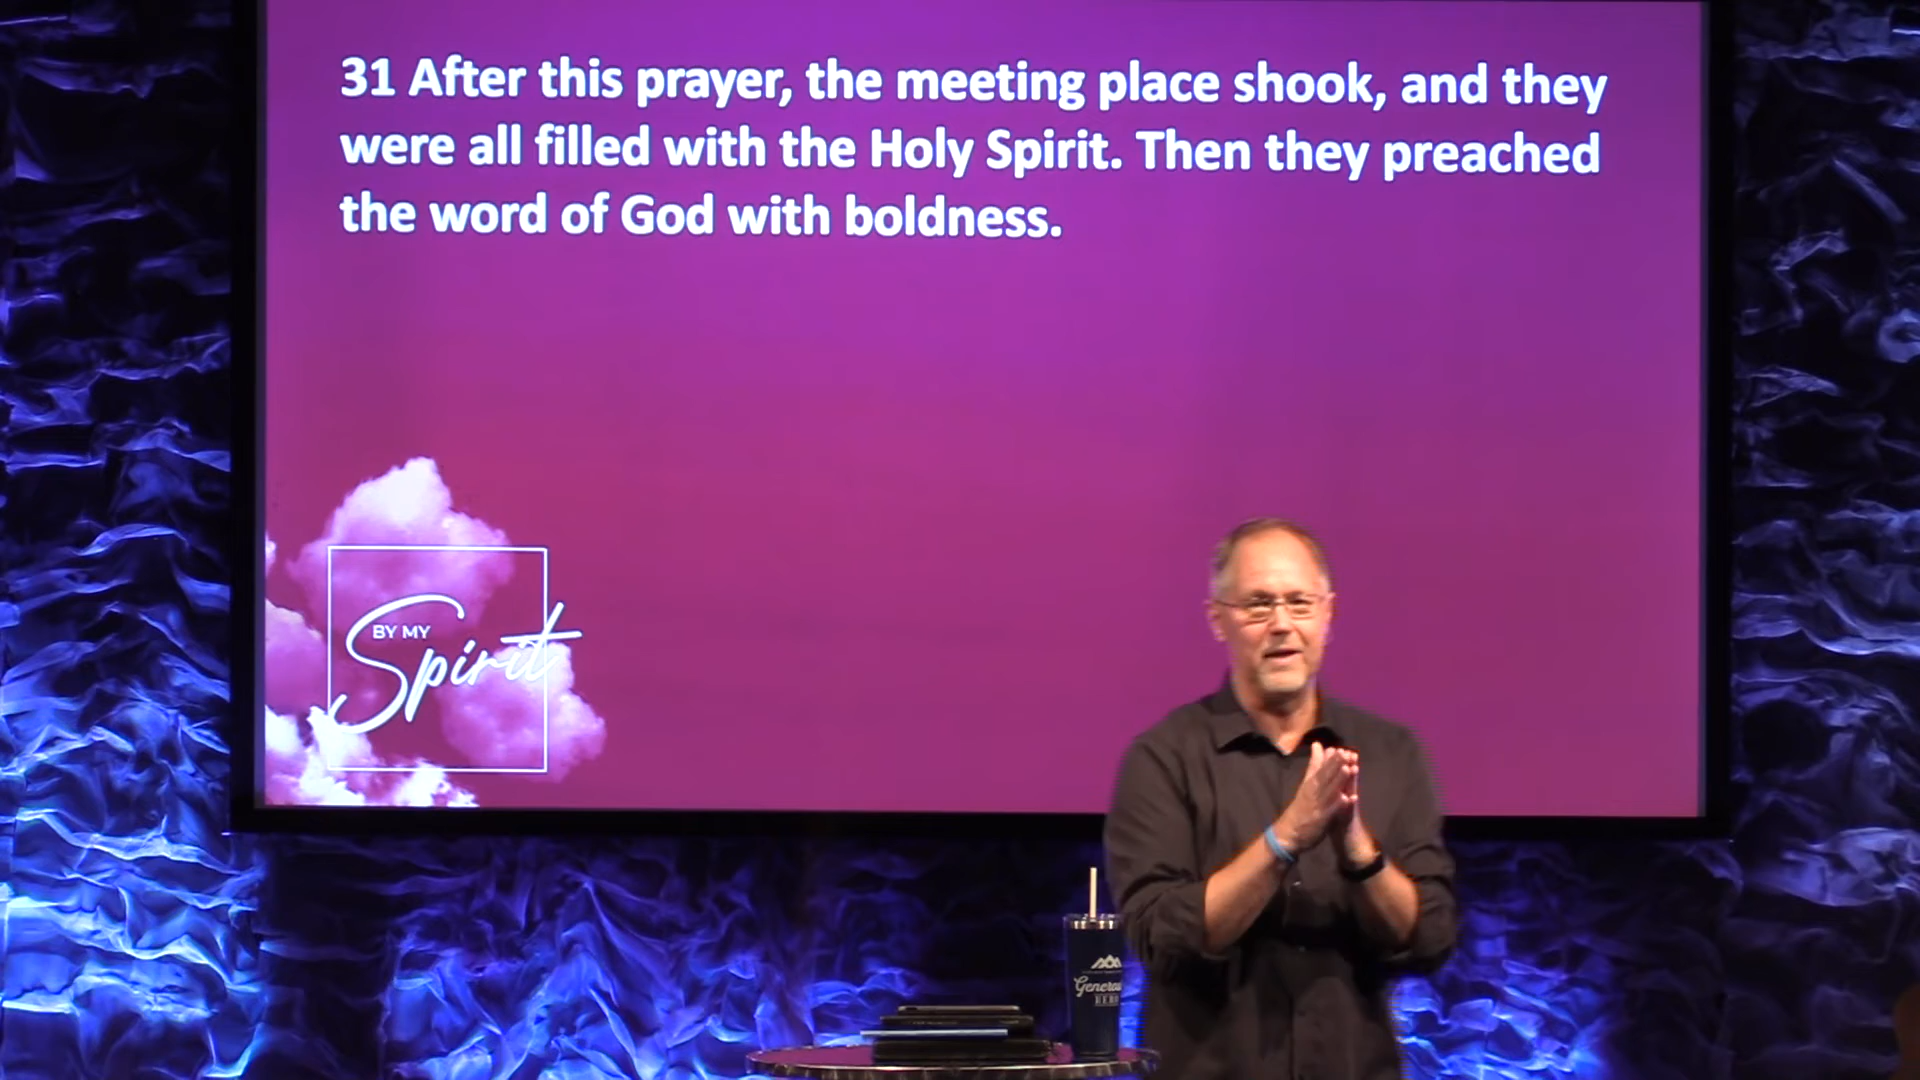 31 After this prayer, the meeting place shook, and they
were all filled with the Holy Spirit. Then they preached
the word of God with boldness.
BY MY
Spirit